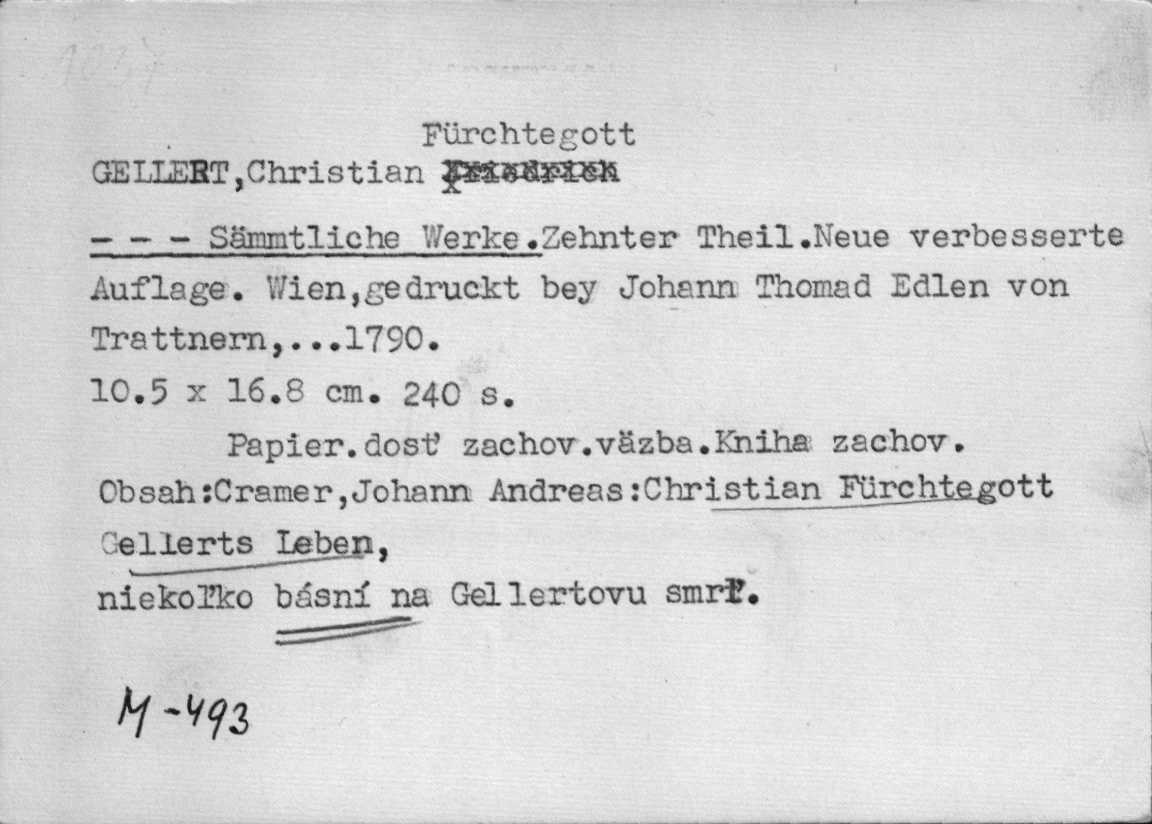 Fürchtegott
GELLERT,Christian Friedrich
- - - Sämmtliche Werke.Zehnter Theil.Neue verbesserte
Auflage. Wien,gedruckt bey Johann Thomad Edlen von
Trattnern,...1790.
10.5 x 16.8 cm. 240 s.
Papier.dosť zachov.väzba.Kniha zachov.
Obsah:Cramer,Johann Andreas:Christian Fürchtegott
Gellerts Leben,
niekoľko básní na Gellertovu smrť.
M-493